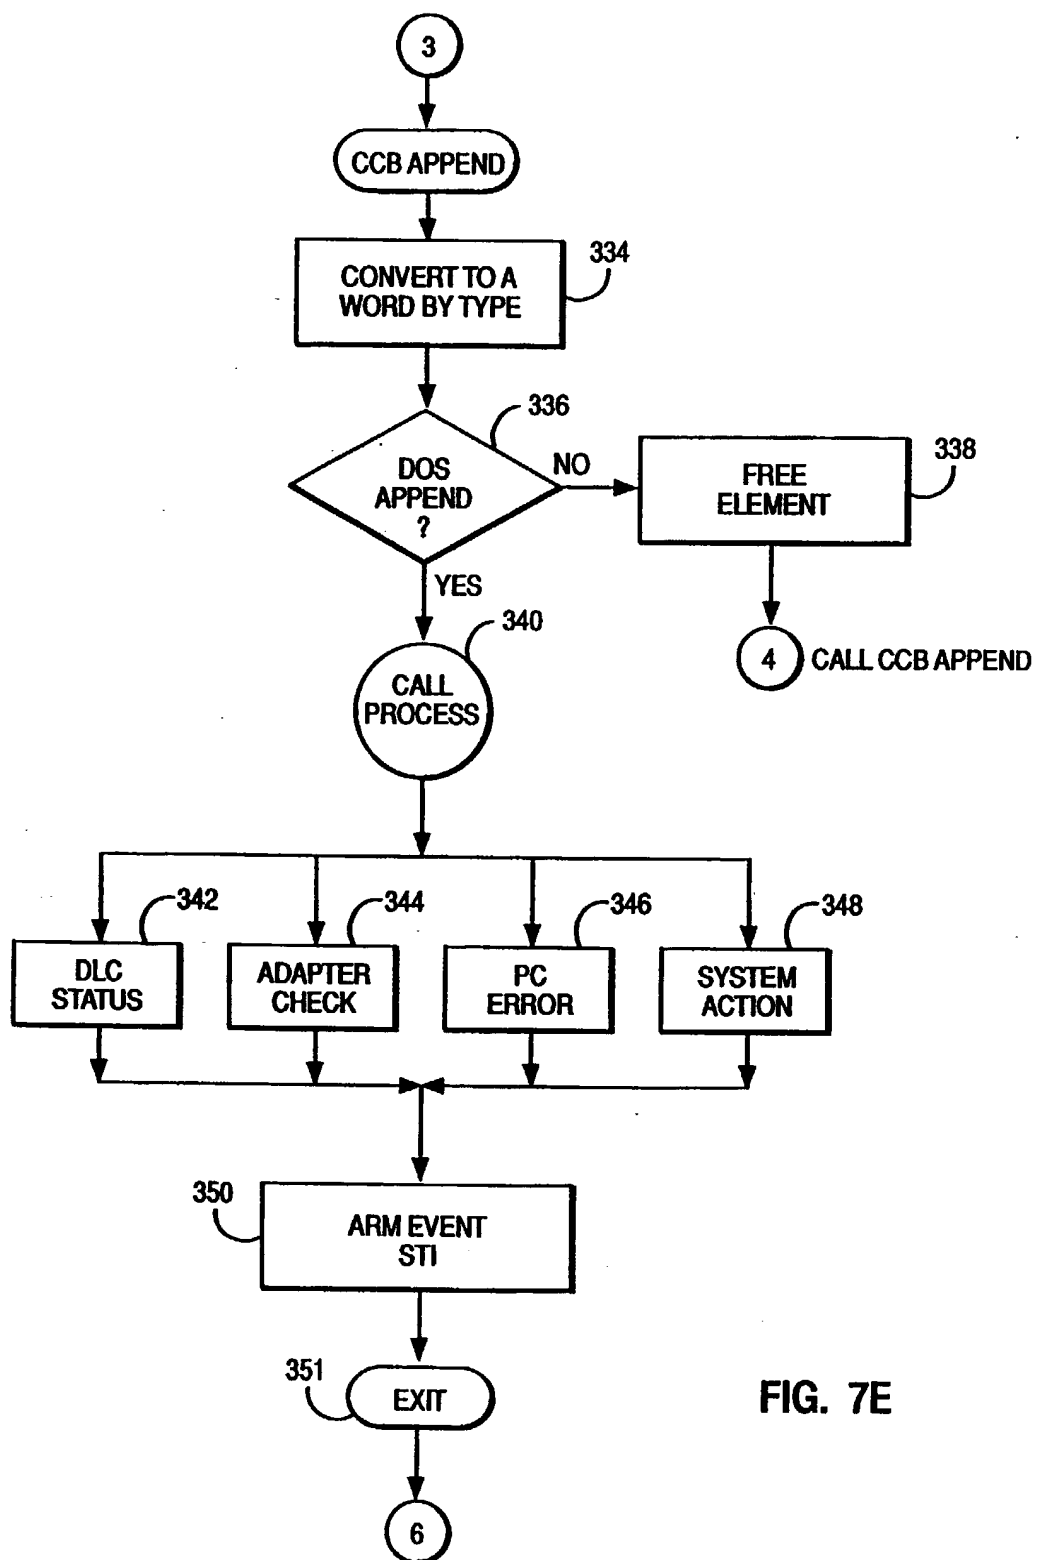 3
CCB APPEND
CONVERT TO A
WORD BY TYPE
334
DOS
APPEND
?
336
NO
FREE
ELEMENT
338
YES
4 CALL CCB APPEND
340
CALL
PROCESS
342
DLC
STATUS
344
ADAPTER
CHECK
346
PC
ERROR
348
SYSTEM
ACTION
350
ARM EVENT
STI
351
EXIT
FIG. 7E
6